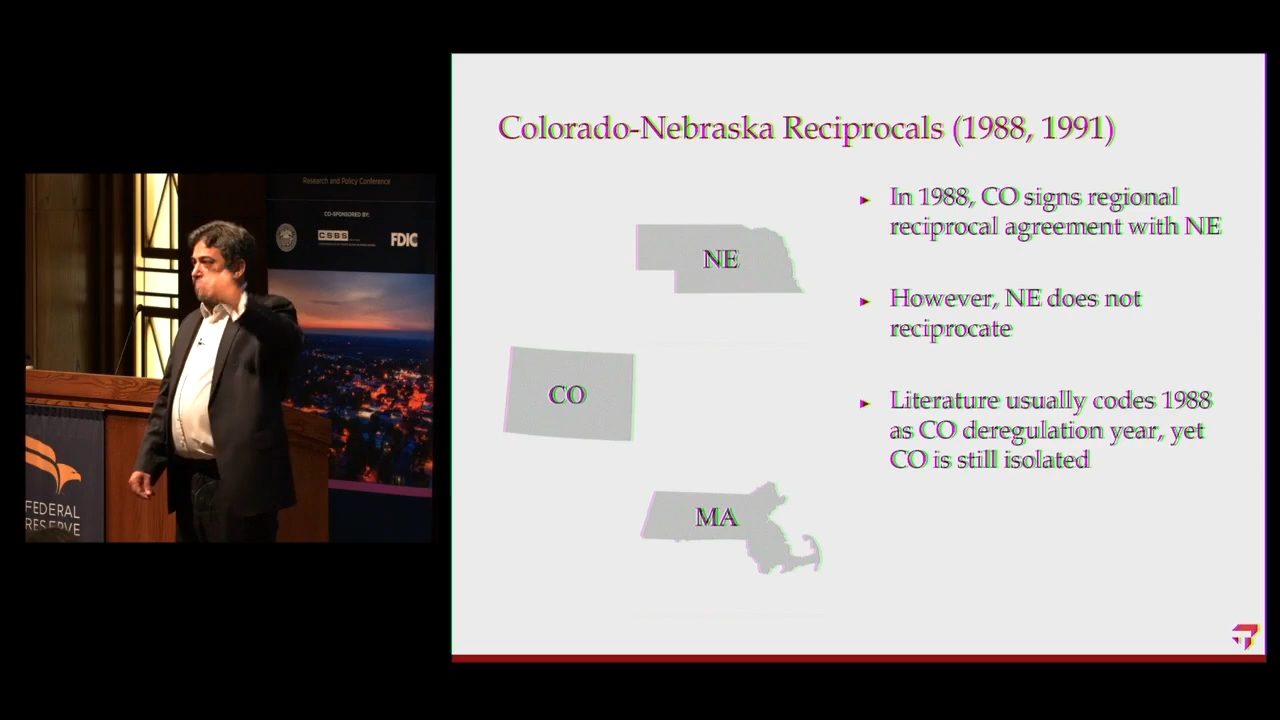 Research and Policy Conference
CO-SPONSORED BY:
CSBS
FDIC
FEDERAL
RESERVE
Colorado-Nebraska Reciprocals (1988, 1991)
NE
CO
MA
▸ In 1988, CO signs regional
reciprocal agreement with NE
▸ However, NE does not
reciprocate
▸ Literature usually codes 1988
as CO deregulation year, yet
CO is still isolated